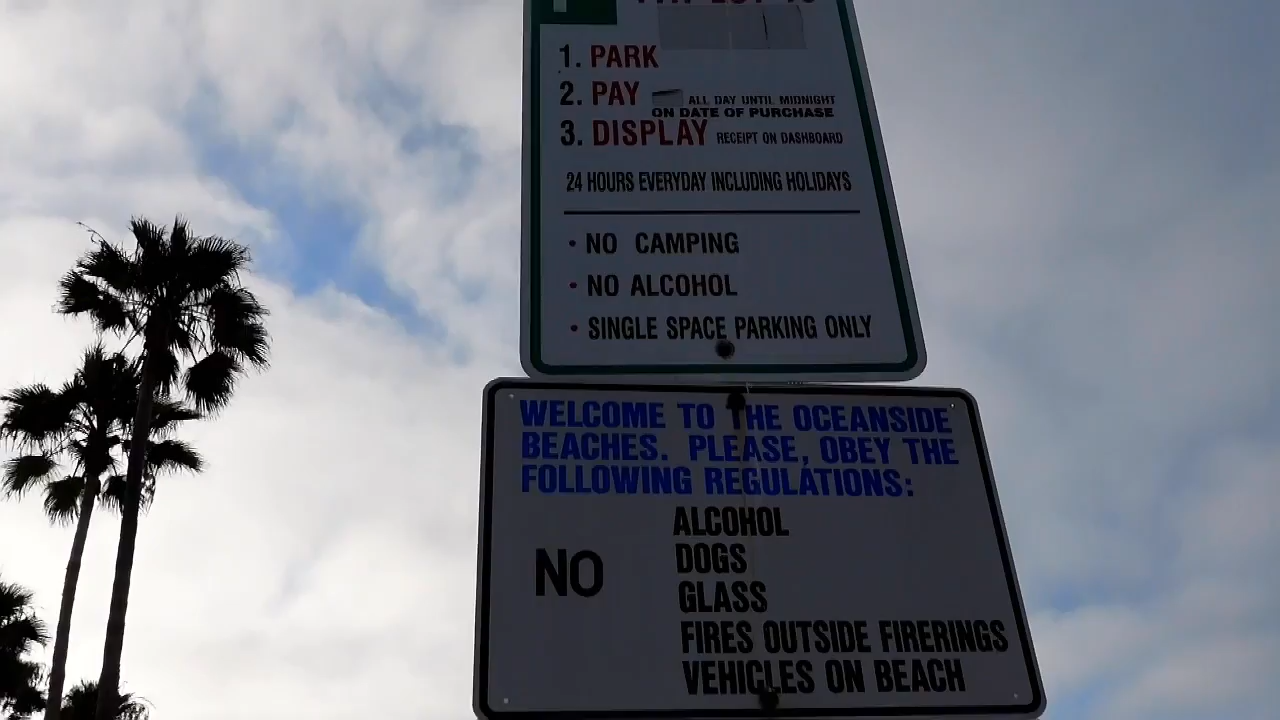 1. PARK
2. PAY ALL DAY UNTIL MIDNIGHT
ON DATE OF PURCHASE
3. DISPLAY RECEIPT ON DASHBOARD
24 HOURS EVERYDAY INCLUDING HOLIDAYS
• NO CAMPING
• NO ALCOHOL
• SINGLE SPACE PARKING ONLY
WELCOME TO THE OCEANSIDE
BEACHES. PLEASE, OBEY THE
FOLLOWING REGULATIONS:
ALCOHOL
DOGS
NO
GLASS
FIRES OUTSIDE FIRERINGS
VEHICLES ON BEACH